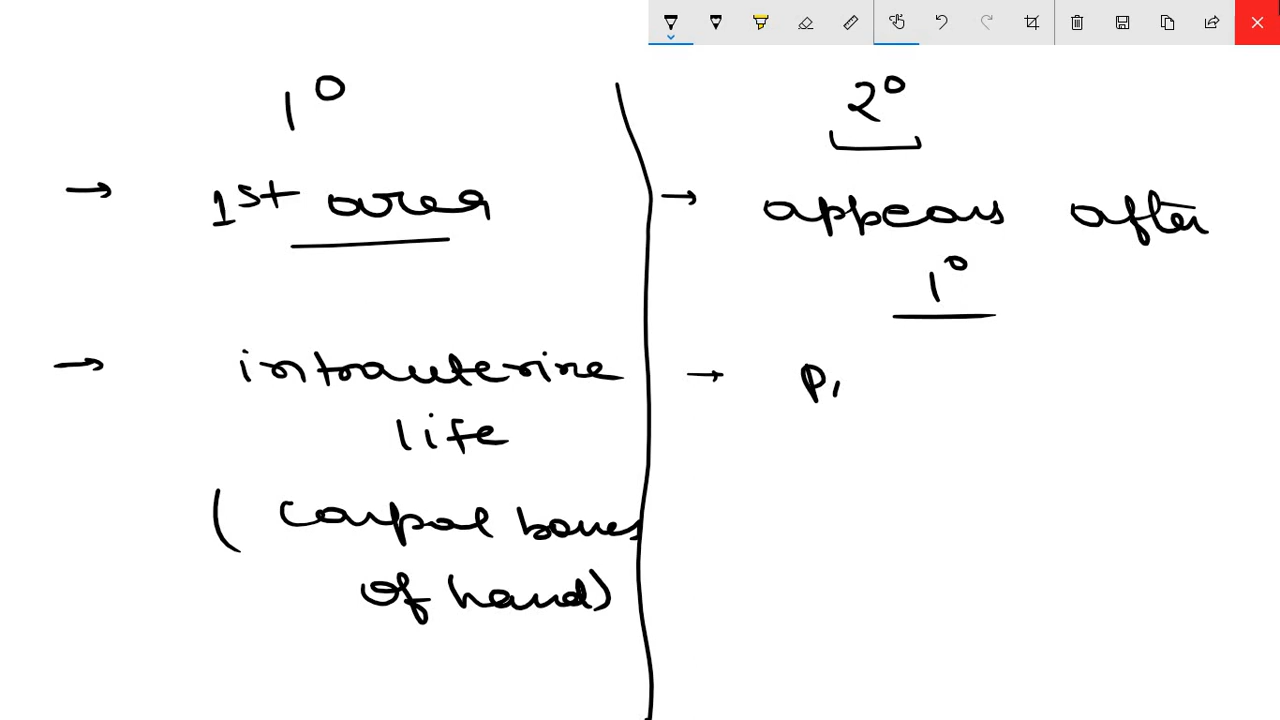 1°
→ 1st area
→ intrauterine
life
( carpal bones
of hand)
2°
→ appears after
1°
→ p